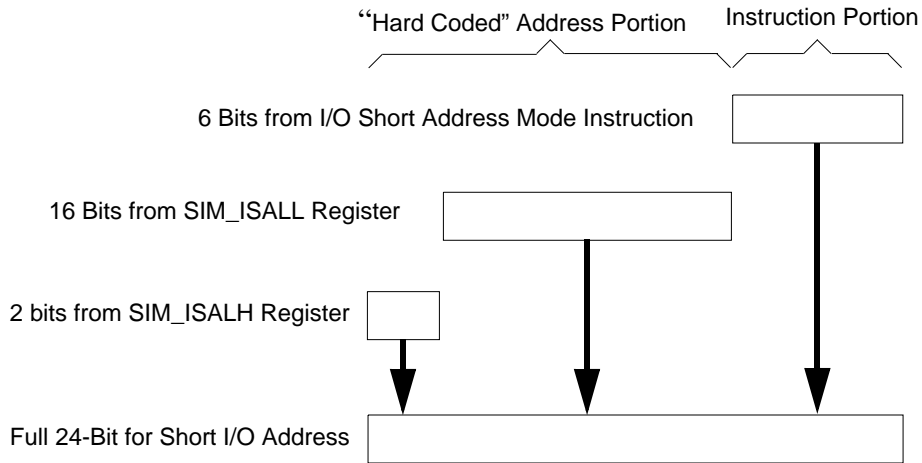 “Hard Coded” Address Portion
Instruction Portion
6 Bits from I/O Short Address Mode Instruction
16 Bits from SIM_ISALL Register
2 bits from SIM_ISALH Register
Full 24-Bit for Short I/O Address